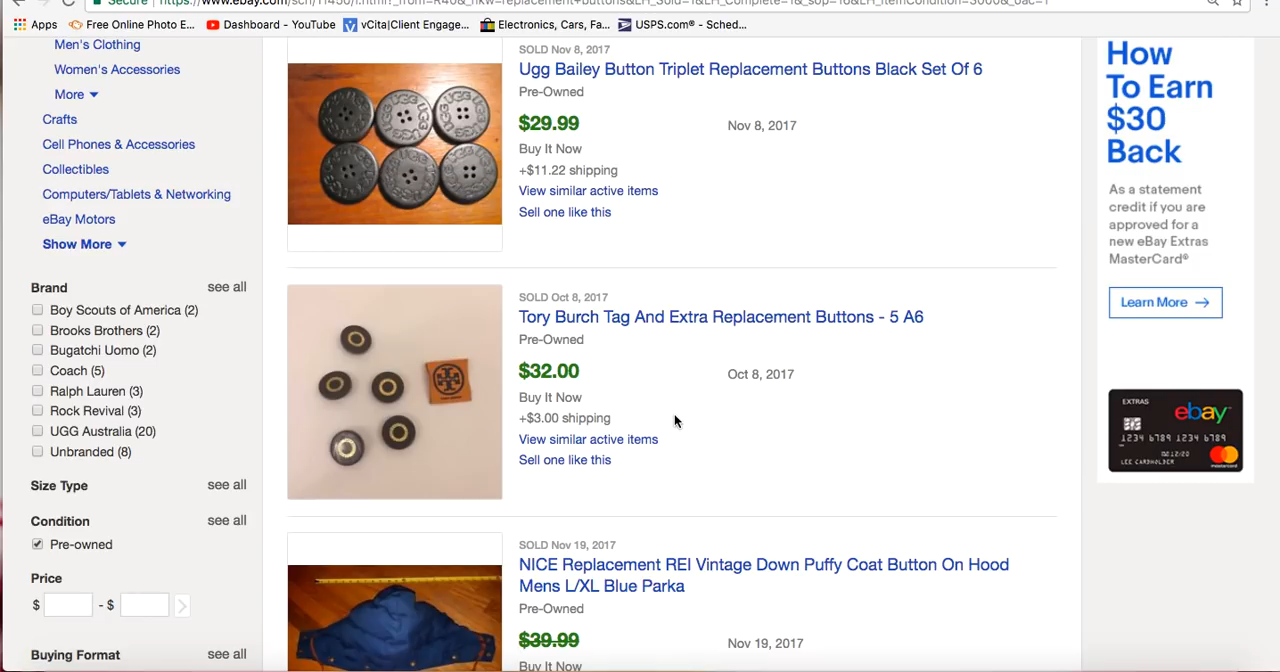 Secure
Apps
Free Online Photo E...
Dashboard - YouTube
vCita|Client Engage...
Electronics, Cars, Fa...
USPS.com® - Sched...
Men's Clothing
Women's Accessories
More
Crafts
Cell Phones & Accessories
Collectibles
Computers/Tablets & Networking
eBay Motors
Show More
Brand
see all
Boy Scouts of America (2)
Brooks Brothers (2)
Bugatchi Uomo (2)
Coach (5)
Ralph Lauren (3)
Rock Revival (3)
UGG Australia (20)
Unbranded (8)
Size Type
see all
Condition
see all
Pre-owned
Price
$ - $
Buying Format
see all
SOLD Nov 8, 2017
Ugg Bailey Button Triplet Replacement Buttons Black Set Of 6
Pre-Owned
$29.99
Nov 8, 2017
Buy It Now
+$11.22 shipping
View similar active items
Sell one like this
SOLD Oct 8, 2017
Tory Burch Tag And Extra Replacement Buttons - 5 A6
Pre-Owned
$32.00
Oct 8, 2017
Buy It Now
+$3.00 shipping
View similar active items
Sell one like this
SOLD Nov 19, 2017
NICE Replacement REI Vintage Down Puffy Coat Button On Hood
Mens L/XL Blue Parka
Pre-Owned
$39.99
Nov 19, 2017
Buy It Now
How
To Earn
$30
Back
As a statement
credit if you are
approved for a
new eBay Extras
MasterCard®
Learn More
EXTRAS
ebay
1234 6789 1234 6789
12/20
LEE CARDHOLDER
mastercard